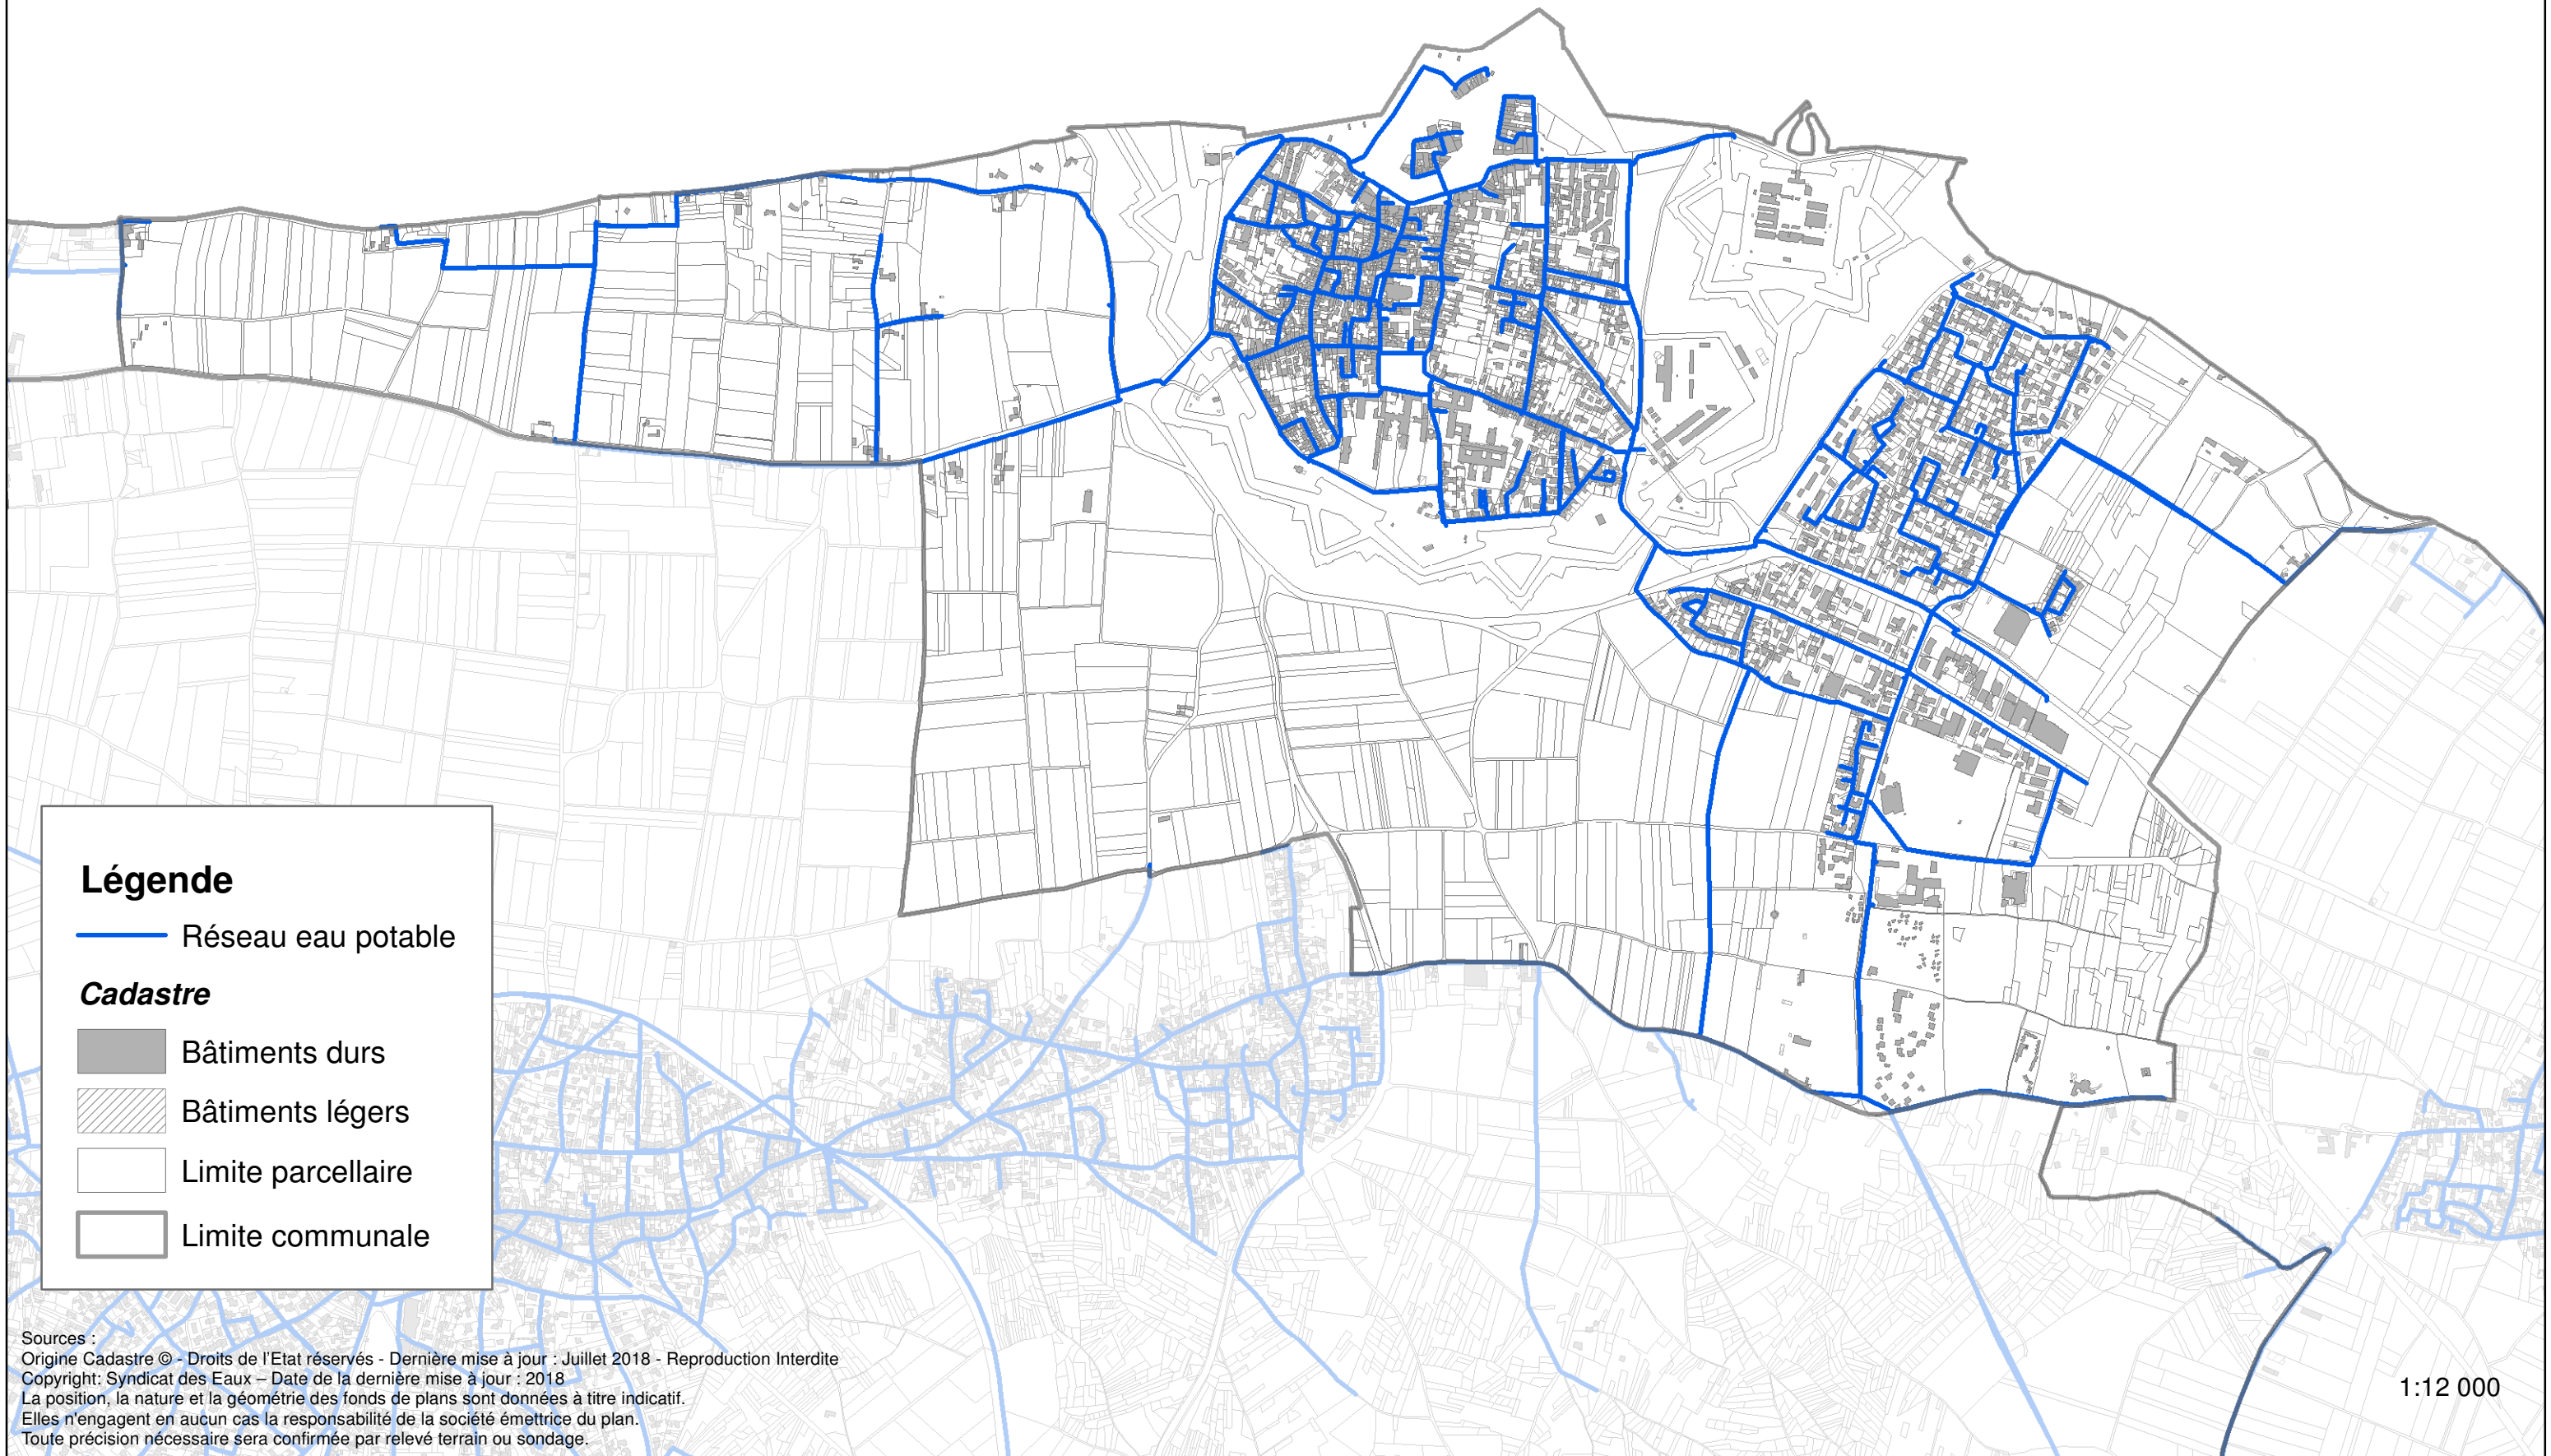 Légende
Réseau eau potable
Cadastre
Bâtiments durs
Bâtiments légers
Limite parcellaire
Limite communale
Sources :
Origine Cadastre © - Droits de l'Etat réservés - Dernière mise à jour : Juillet 2018 - Reproduction Interdite
Copyright: Syndicat des Eaux – Date de la dernière mise à jour : 2018
La position, la nature et la géométrie des fonds de plans sont données à titre indicatif.
Elles n'engagent en aucun cas la responsabilité de la société émettrice du plan.
Toute précision nécessaire sera confirmée par relevé terrain ou sondage.
1:12 000